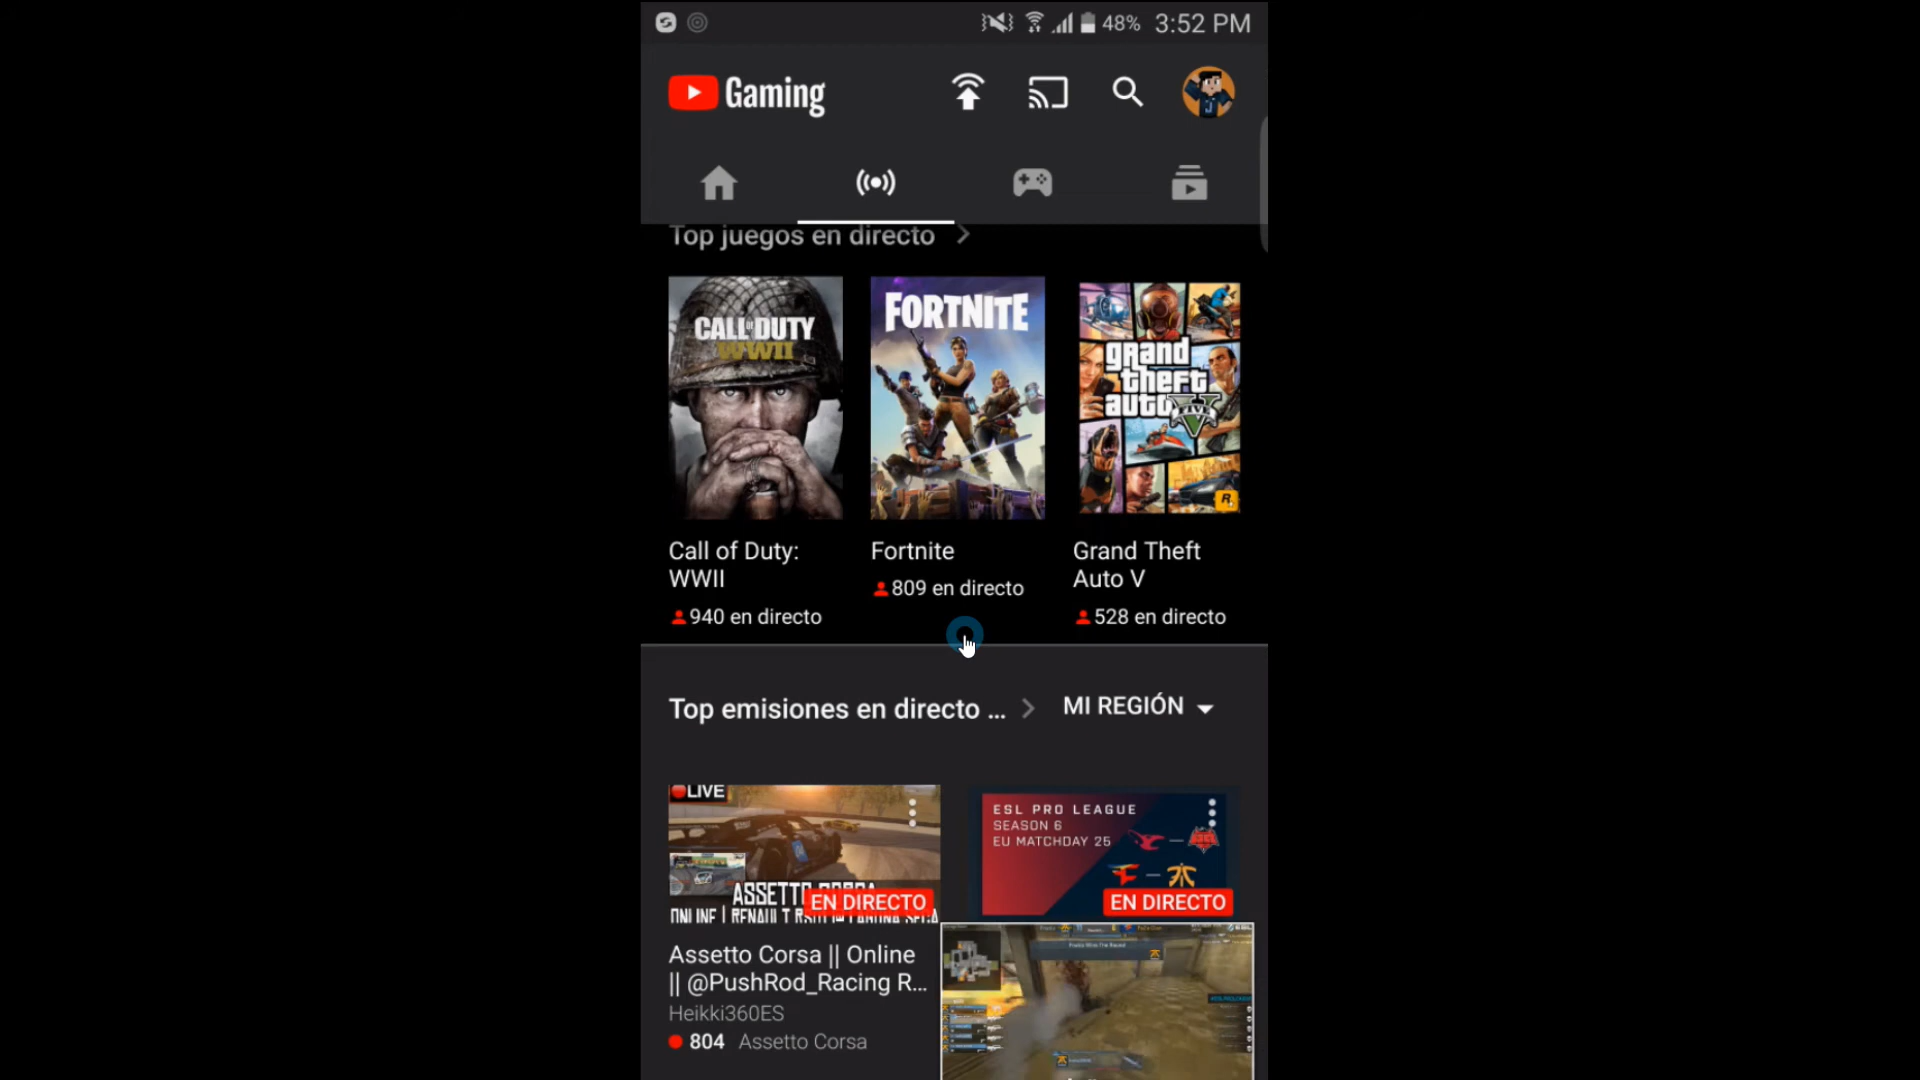 48% 3:52 PM
Gaming
Top juegos en directo
CALL OF DUTY
WWII
FORTNITE
grand
theft
auto
FIVE
Call of Duty:
WWII
940 en directo
Fortnite
809 en directo
Grand Theft
Auto V
528 en directo
Top emisiones en directo ...
MI REGIÓN
LIVE
EN DIRECTO
ESL PRO LEAGUE
SEASON 6
EU MATCHDAY 25
EN DIRECTO
Assetto Corsa || Online
|| @PushRod_Racing R...
Heikki360ES
804 Assetto Corsa